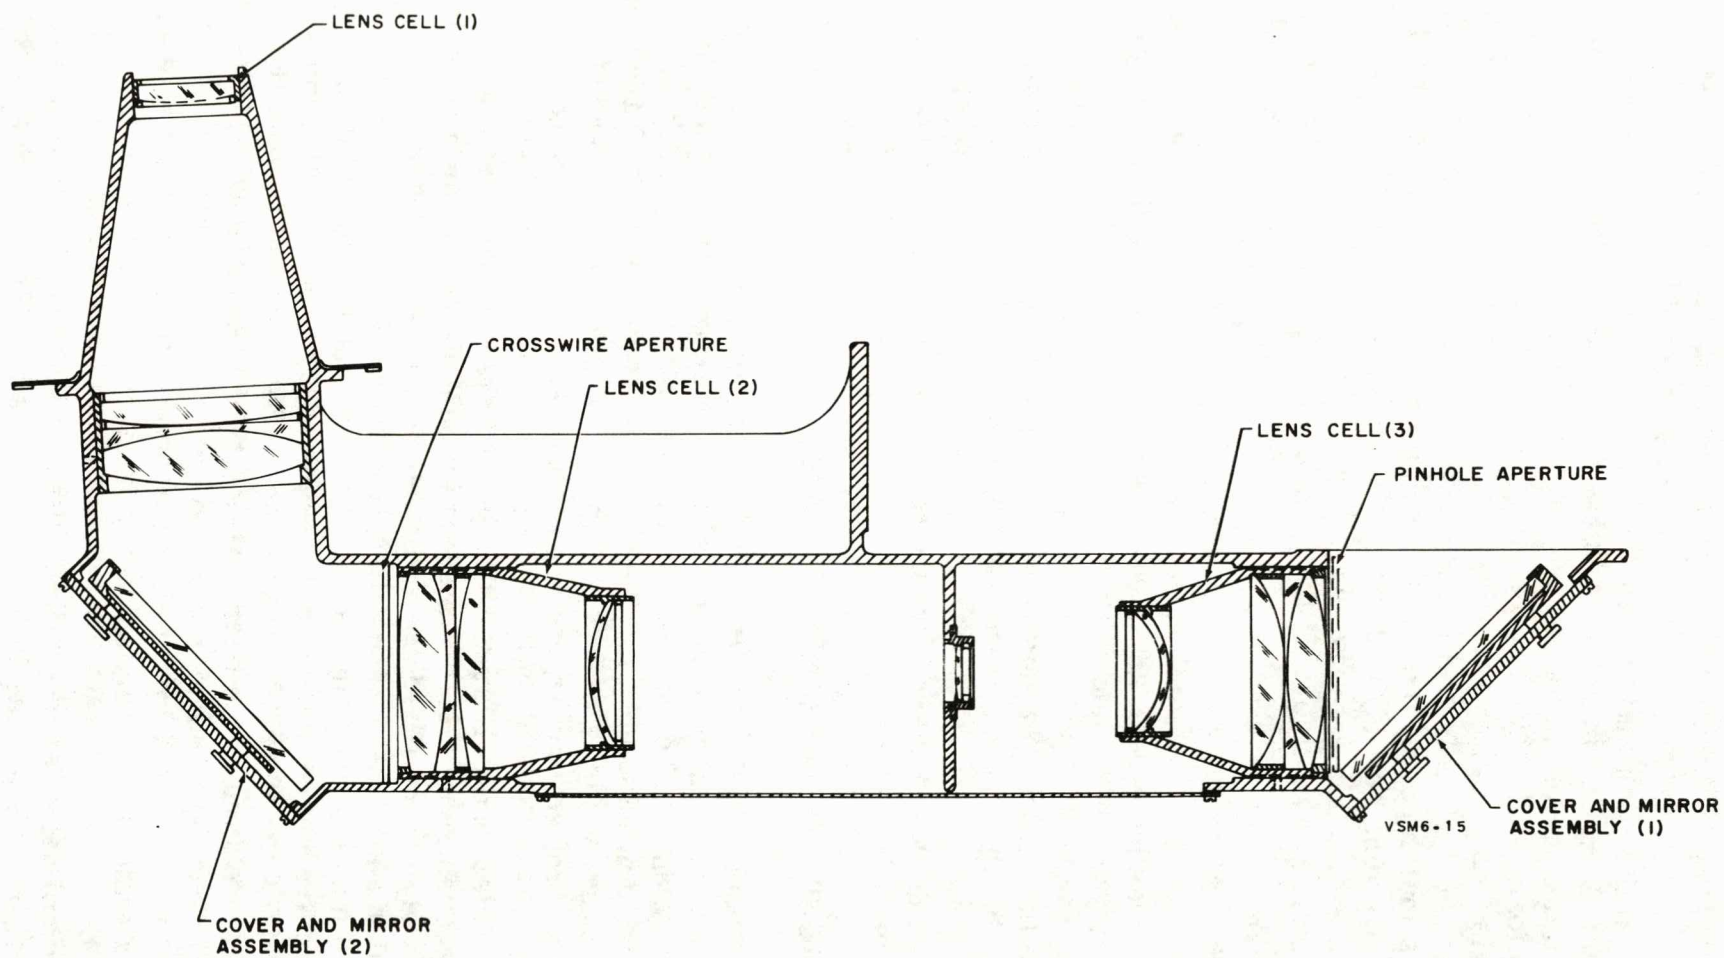 LENS CELL (1)
CROSSWIRE APERTURE
LENS CELL (2)
LENS CELL (3)
PINHOLE APERTURE
COVER AND MIRROR
ASSEMBLY (1)
VSM6-15
COVER AND MIRROR
ASSEMBLY (2)